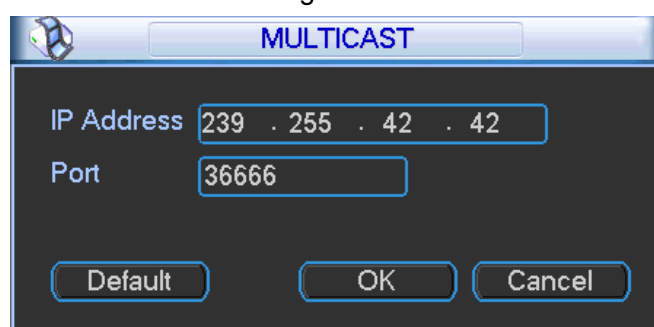 MULTICAST
IP Address 239 . 255 . 42 . 42
Port 36666
Default OK Cancel